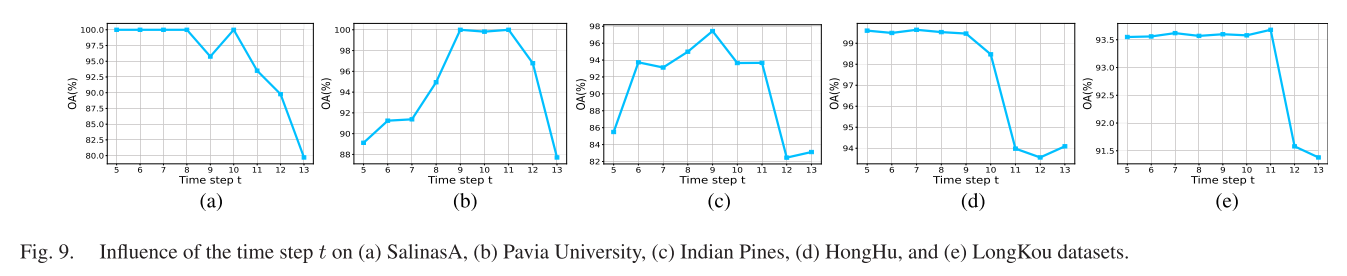 100.0
97.5
95.0
92.5
90.0
87.5
85.0
82.5
80.0
OA(%)
5 6 7 8 9 10 11 12 13
Time step t
(a)
100
98
96
94
92
90
88
OA(%)
5 6 7 8 9 10 11 12 13
Time step t
(b)
98
96
94
92
90
88
86
84
82
OA(%)
5 6 7 8 9 10 11 12 13
Time step t
(c)
99
98
97
96
95
94
OA(%)
5 6 7 8 9 10 11 12 13
Time step t
(d)
93.5
93.0
92.5
92.0
91.5
OA(%)
5 6 7 8 9 10 11 12 13
Time step t
(e)
Fig. 9. Influence of the time step t on (a) SalinasA, (b) Pavia University, (c) Indian Pines, (d) HongHu, and (e) LongKou datasets.